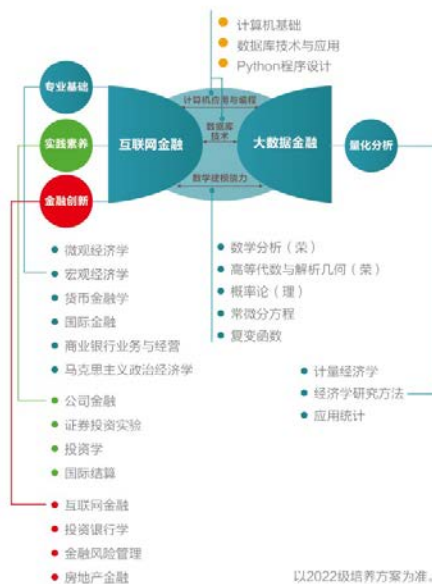 计算机基础
数据库技术与应用
Python程序设计
专业基础
实践素养
金融创新
互联网金融
计算机应用与编程
数据库
技术
数学建模能力
大数据金融
量化分析
微观经济学
宏观经济学
货币金融学
国际金融
商业银行业务与经营
马克思主义政治经济学
数学分析（荣）
高等代数与解析几何（荣）
概率论（理）
常微分方程
复变函数
计量经济学
经济学研究方法
应用统计
公司金融
证券投资实验
投资学
国际结算
互联网金融
投资银行学
金融风险管理
房地产金融
以2022级培养方案为准